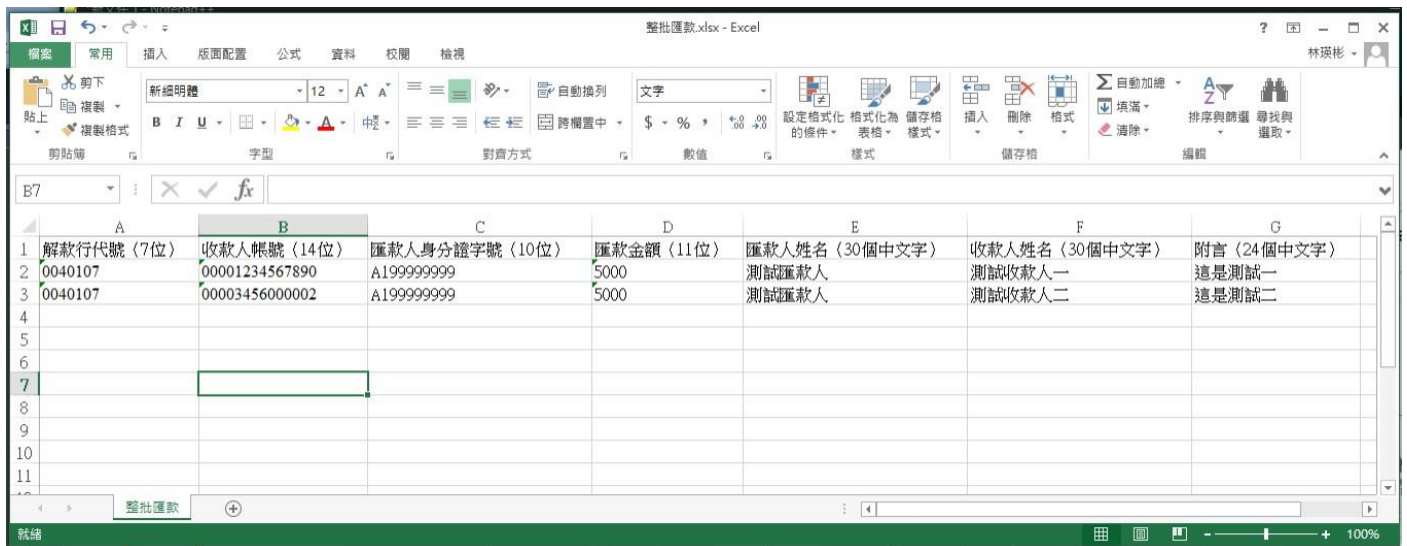 整批匯款.xlsx - Excel
檔案 常用 插入 版面配置 公式 資料 校閱 檢視 林瑛彬
剪下 新細明體 12 自動換列 文字 自動加總
複製 填滿
貼上 複製格式 B I U 跨欄置中 $ % 設定格式化的條件 格式化為表格 儲存格樣式 插入 刪除 格式 清除 排序與篩選 尋找與選取
剪貼簿 字型 對齊方式 數值 樣式 儲存格 編輯
B7 fx
A B C D E F G
1 解款行代號（7位） 收款人帳號（14位） 匯款人身分證字號（10位） 匯款金額（11位） 匯款人姓名（30個中文字） 收款人姓名（30個中文字） 附言（24個中文字）
2 0040107 00001234567890 A199999999 5000 測試匯款人 測試收款人一 這是測試一
3 0040107 00003456000002 A199999999 5000 測試匯款人 測試收款人二 這是測試二
4
5
6
7
8
9
10
11
整批匯款
就緒 100%